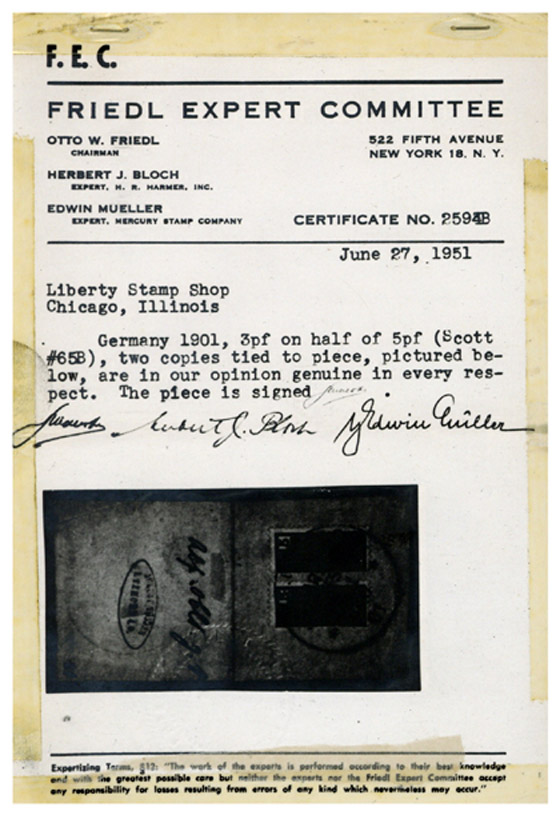 F. E. C.
FRIEDL EXPERT COMMITTEE
OTTO W. FRIEDL
CHAIRMAN
522 FIFTH AVENUE
NEW YORK 18, N. Y.
HERBERT J. BLOCH
EXPERT, H. R. HARMER, INC.
EDWIN MUELLER
EXPERT, MERCURY STAMP COMPANY
CERTIFICATE NO. 2594B
June 27, 1951
Liberty Stamp Shop
Chicago, Illinois
Germany 1901, 3pf on half of 5pf (Scott
#65B), two copies tied to piece, pictured be-
low, are in our opinion genuine in every res-
pect. The piece is signed
Herbert J. Bloch Edwin Müller
Expertizing Terms, §12: "The work of the experts is performed according to their best knowledge
and with the greatest possible care but neither the experts nor the Friedl Expert Committee accept
any responsibility for losses resulting from errors of any kind which nevertheless may occur."